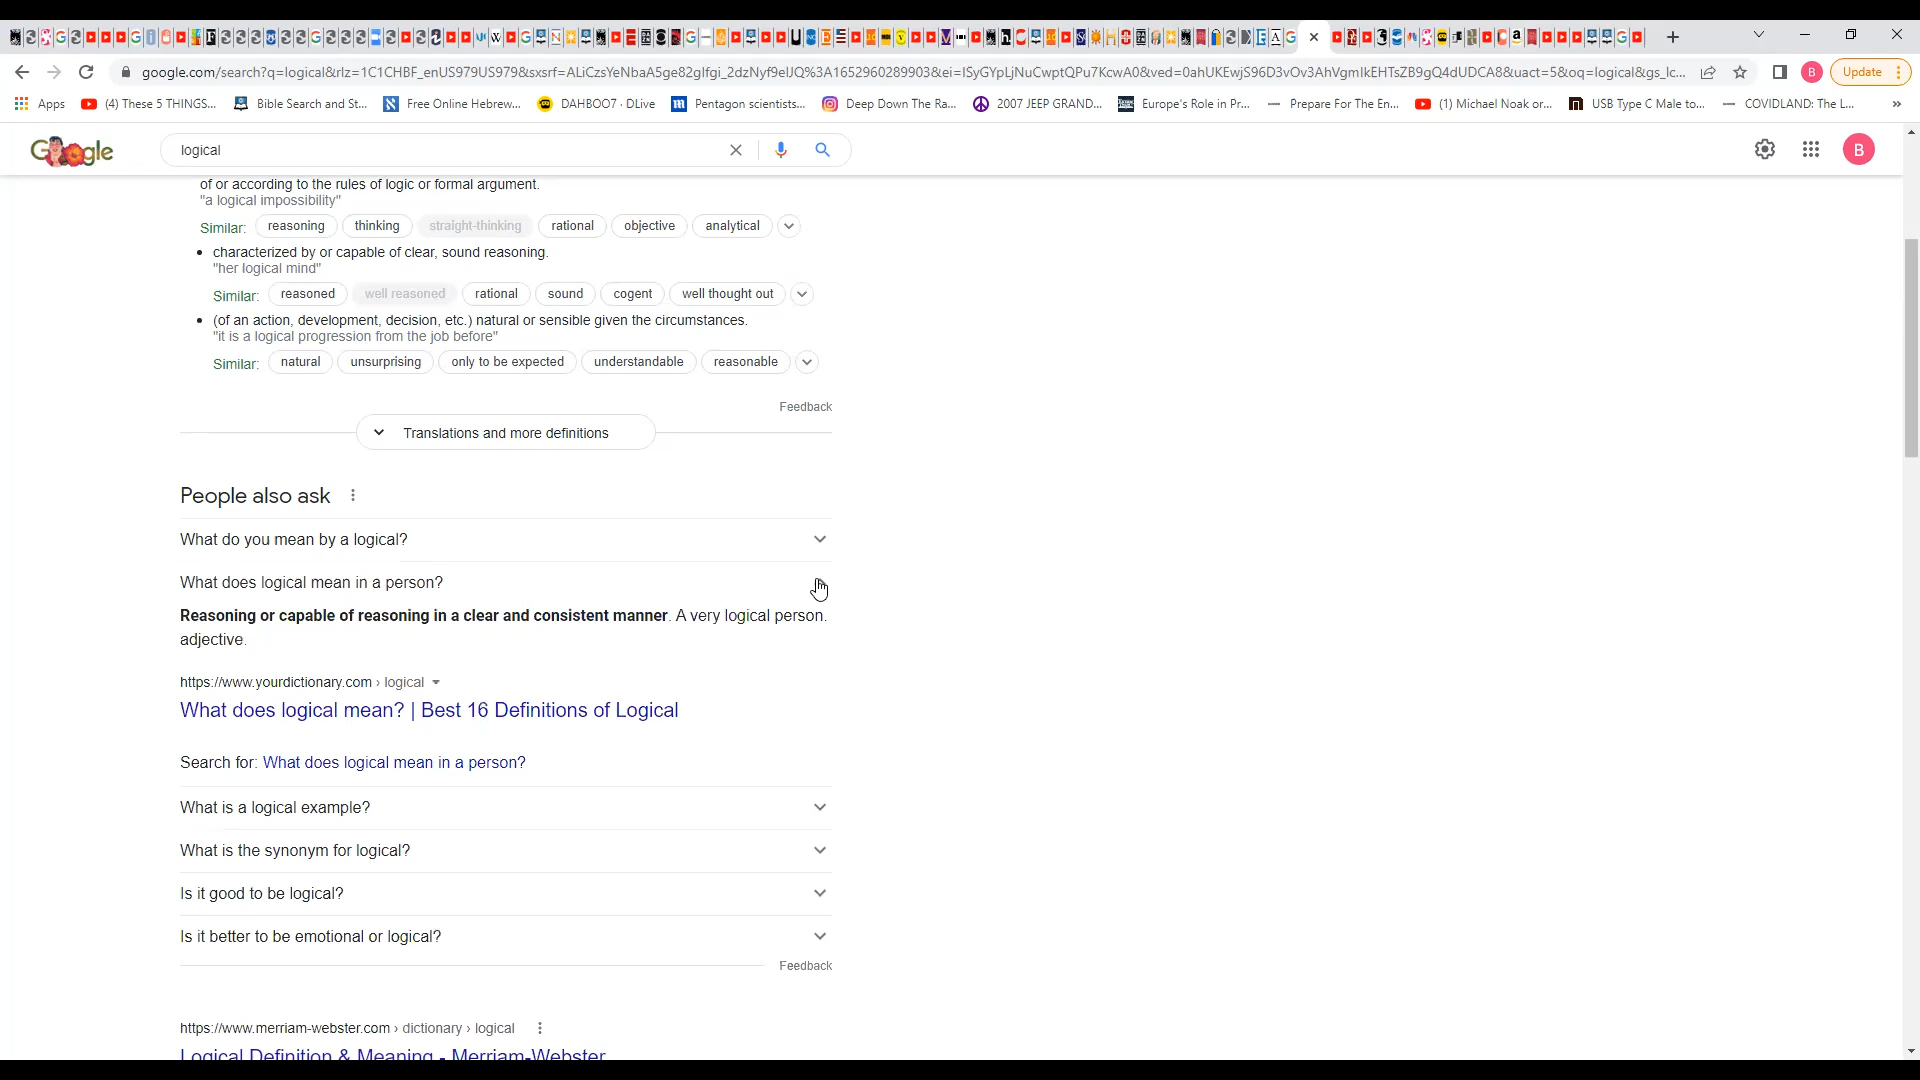 google.com/search?q=logical&rlz=1C1CHBF_enUS979US979&sxsrf=ALiCzsYeNbaA5ge82gIfgi_2dzNyf9eIJQ%3A1652960289903&ei=ISyGYpLjNuCwptQPu7KcwA0&ved=0ahUKEwjS96D3vOv3AhVgmIkEHTsZB9gQ4dUDCA8&uact=5&oq=logical&gs_lc...
B
Update
Apps
(4) These 5 THINGS...
Bible Search and St...
Free Online Hebrew...
DAHBOO7 · DLive
Pentagon scientists...
Deep Down The Ra...
2007 JEEP GRAND...
Europe's Role in Pr...
Prepare For The En...
(1) Michael Noak or...
USB Type C Male to...
COVIDLAND: The L...
Google
logical
B
of or according to the rules of logic or formal argument.
"a logical impossibility"
Similar: reasoning thinking straight-thinking rational objective analytical
• characterized by or capable of clear, sound reasoning.
"her logical mind"
Similar: reasoned well reasoned rational sound cogent well thought out
• (of an action, development, decision, etc.) natural or sensible given the circumstances.
"it is a logical progression from the job before"
Similar: natural unsurprising only to be expected understandable reasonable
Feedback
Translations and more definitions
People also ask
What do you mean by a logical?
What does logical mean in a person?
Reasoning or capable of reasoning in a clear and consistent manner. A very logical person.
adjective.
https://www.yourdictionary.com › logical
What does logical mean? | Best 16 Definitions of Logical
Search for: What does logical mean in a person?
What is a logical example?
What is the synonym for logical?
Is it good to be logical?
Is it better to be emotional or logical?
Feedback
https://www.merriam-webster.com › dictionary › logical
Logical Definition & Meaning - Merriam-Webster